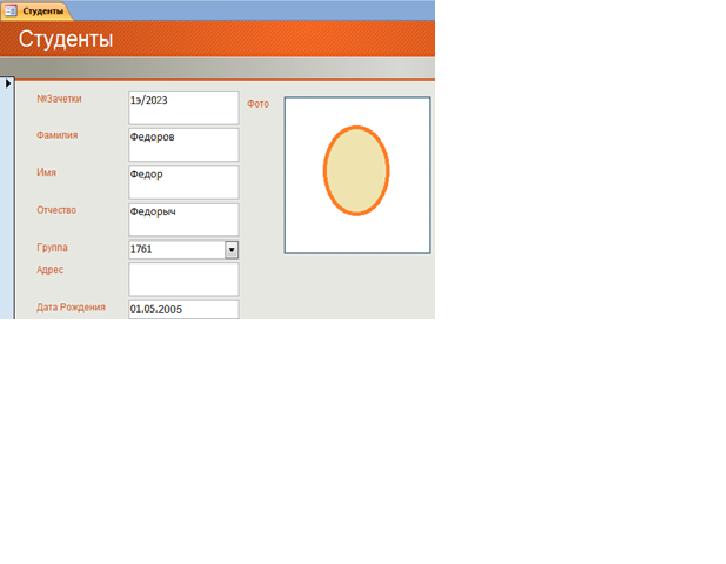 Студенты
Студенты
№Зачетки 1э/2023 Фото
Фамилия Федоров
Имя Федор
Отчество Федорыч
Группа 1761
Адрес
Дата Рождения 01.05.2005